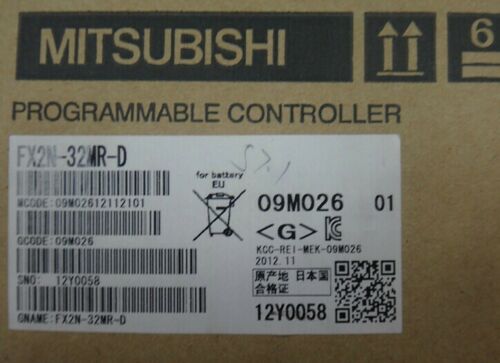 MITSUBISHI
6
PROGRAMMABLE CONTROLLER
FX2N-32MR-D
for battery
EU
MCODE:09M02612112101
09M026 01
<G>
GCODE:09M026
KCC-REI-MEK-09M026
2012.11
SNO: 12Y0058
原产地 日本国
合格证
12Y0058
GNAME:FX2N-32MR-D